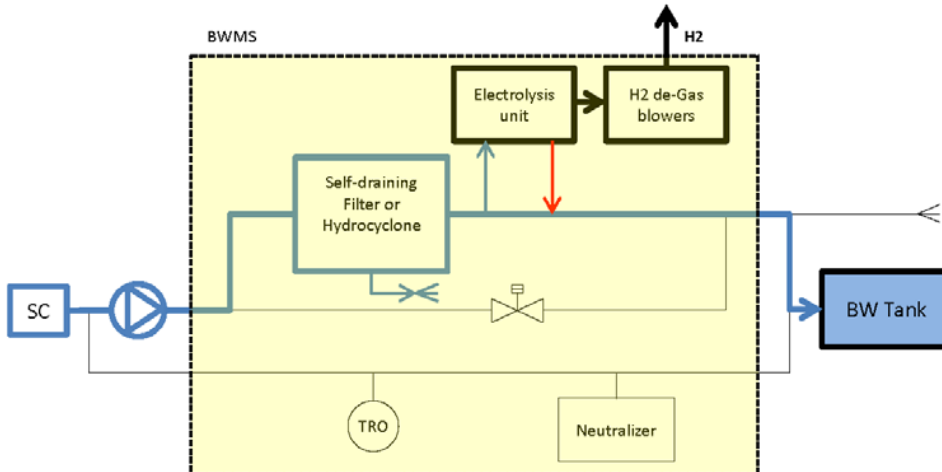 BWMS
H2
Electrolysis
unit
H2 de-Gas
blowers
Self-draining
Filter or
Hydrocyclone
SC
BW Tank
TRO
Neutralizer